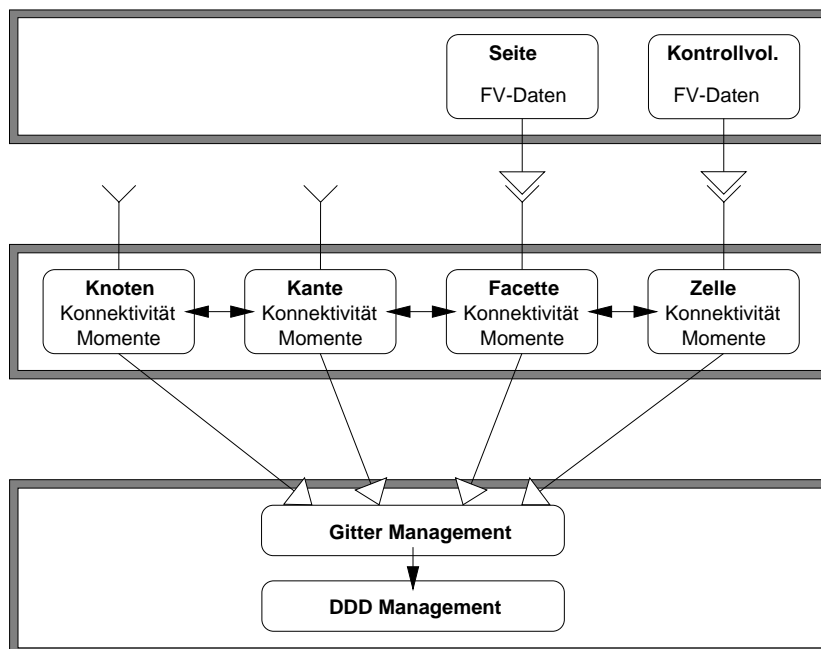 Seite
FV-Daten
Kontrollvol.
FV-Daten
Knoten
Konnektivität
Momente
Kante
Konnektivität
Momente
Facette
Konnektivität
Momente
Zelle
Konnektivität
Momente
Gitter Management
DDD Management